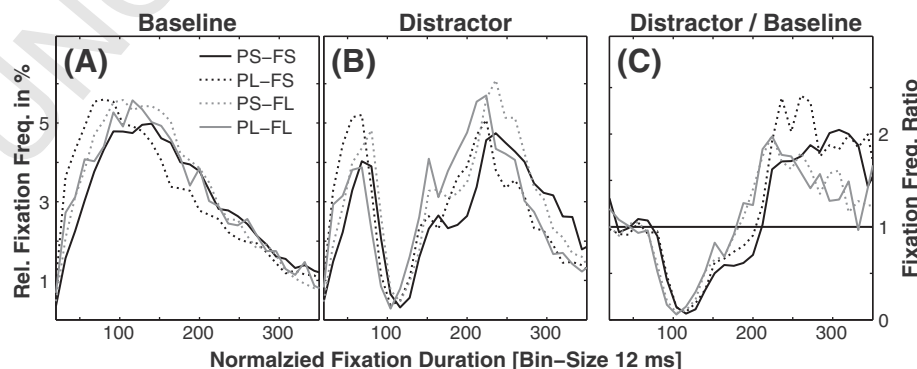 Baseline
Distractor
Distractor / Baseline
(A)
PS–FS
PL–FS
PS–FL
PL–FL
(B)
(C)
Rel. Fixation Freq. in %
5
3
1
Fixation Freq. Ratio
2
1
0
100 200 300
100 200 300
100 200 300
Normalzied Fixation Duration [Bin–Size 12 ms]